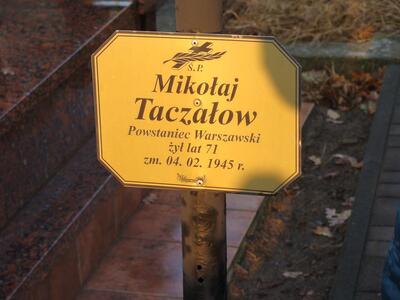 Ś.P.
Mikołaj
Taczałow
Powstaniec Warszawski
żył lat 71
zm. 04. 02. 1945 r.